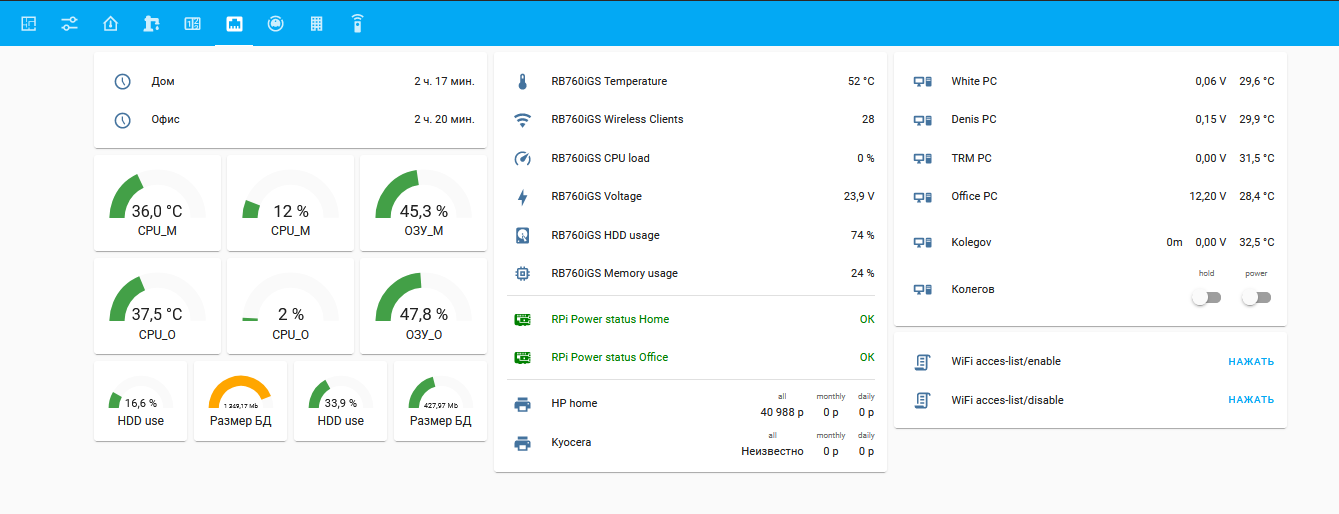 Дом 2 ч. 17 мин.
Офис 2 ч. 20 мин.
36,0 °C 12 % 45,3 %
CPU_M CPU_M ОЗУ_M
37,5 °C 2 % 47,8 %
CPU_O CPU_O ОЗУ_O
16,6 % 1 349,17 Mb 33,9 % 427,97 Mb
HDD use Размер БД HDD use Размер БД
RB760iGS Temperature 52 °C
RB760iGS Wireless Clients 28
RB760iGS CPU load 0 %
RB760iGS Voltage 23,9 V
RB760iGS HDD usage 74 %
RB760iGS Memory usage 24 %
RPi Power status Home OK
RPi Power status Office OK
all monthly daily
HP home 40 988 p 0 p 0 p
all monthly daily
Kyocera Неизвестно 0 p 0 p
White PC 0,06 V 29,6 °C
Denis PC 0,15 V 29,9 °C
TRM PC 0,00 V 31,5 °C
Office PC 12,20 V 28,4 °C
Kolegov 0m 0,00 V 32,5 °C
hold power
Колегов
WiFi acces-list/enable НАЖАТЬ
WiFi acces-list/disable НАЖАТЬ